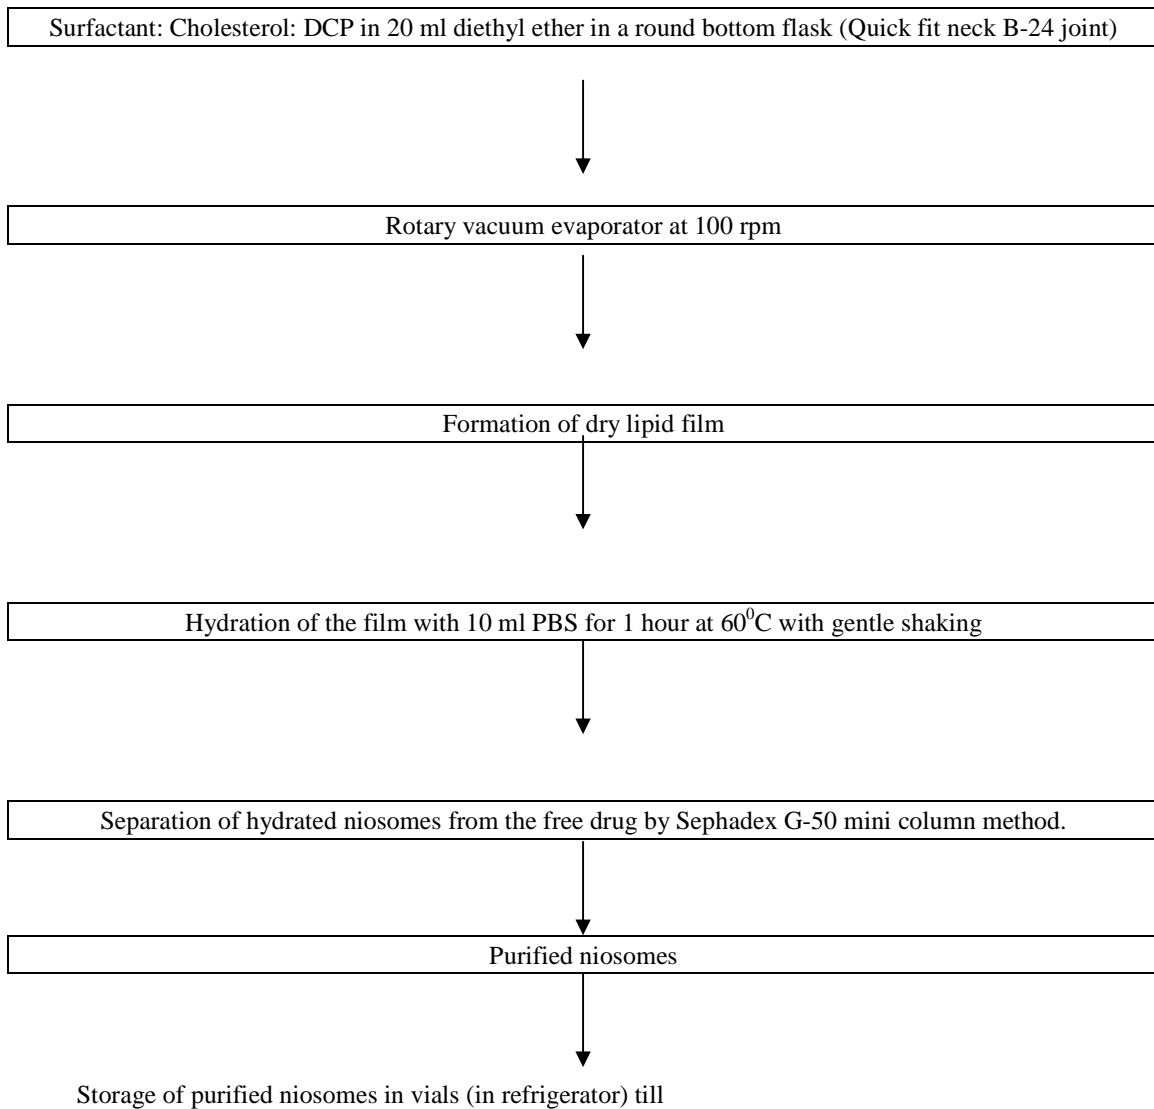 Surfactant: Cholesterol: DCP in 20 ml diethyl ether in a round bottom flask (Quick fit neck B-24 joint)
Rotary vacuum evaporator at 100 rpm
Formation of dry lipid film
Hydration of the film with 10 ml PBS for 1 hour at 60⁰C with gentle shaking
Separation of hydrated niosomes from the free drug by Sephadex G-50 mini column method.
Purified niosomes
Storage of purified niosomes in vials (in refrigerator) till